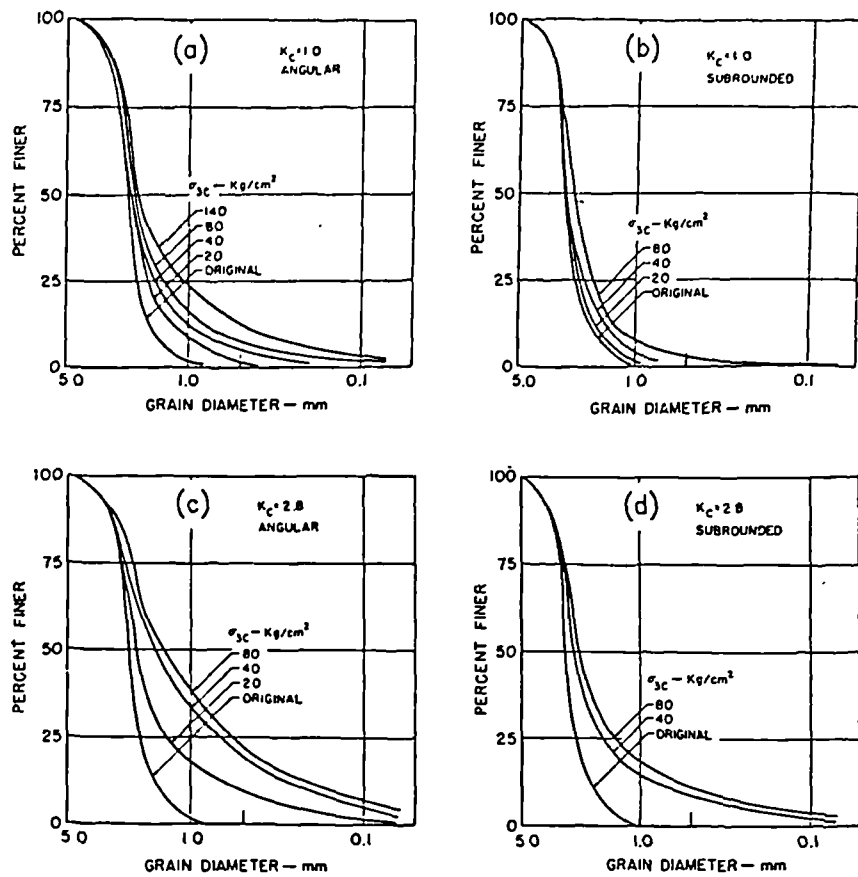 (a)
K_C=1.0
ANGULAR
σ_3C — Kg/cm²
140
80
40
20
ORIGINAL
PERCENT FINER
100
75
50
25
0
5.0
1.0
0.1
GRAIN DIAMETER — mm
(b)
K_C=1.0
SUBROUNDED
σ_3C — Kg/cm²
80
40
20
ORIGINAL
PERCENT FINER
100
75
50
25
0
5.0
1.0
0.1
GRAIN DIAMETER — mm
(c)
K_C=2.8
ANGULAR
σ_3C — Kg/cm²
80
40
20
ORIGINAL
PERCENT FINER
100
75
50
25
0
5.0
1.0
0.1
GRAIN DIAMETER — mm
(d)
K_C=2.8
SUBROUNDED
σ_3C — Kg/cm²
80
40
ORIGINAL
PERCENT FINER
100
75
50
25
0
5.0
1.0
0.1
GRAIN DIAMETER — mm